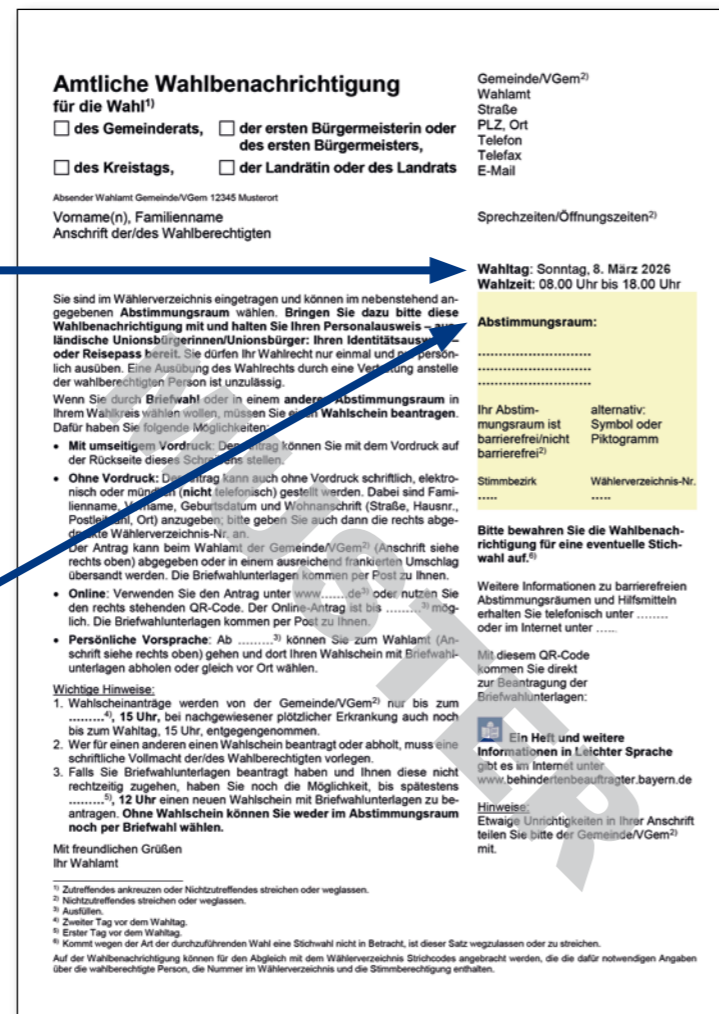 Amtliche Wahlbenachrichtigung
für die Wahl1)
des Gemeinderats,
der ersten Bürgermeisterin oder
des ersten Bürgermeisters,
des Kreistags,
der Landrätin oder des Landrats
Absender Wahlamt Gemeinde/VGem 12345 Musterort
Vorname(n), Familienname
Anschrift der/des Wahlberechtigten
Sie sind im Wählerverzeichnis eingetragen und können im nebenstehend an-
gegebenen Abstimmungsraum wählen. Bringen Sie dazu bitte diese
Wahlbenachrichtigung mit und halten Sie Ihren Personalausweis – aus-
ländische Unionsbürgerinnen/Unionsbürger: Ihren Identitätsausweis –
oder Reisepass bereit. Sie dürfen Ihr Wahlrecht nur einmal und nur persön-
lich ausüben. Eine Ausübung des Wahlrechts durch eine Vertretung anstelle
der wahlberechtigten Person ist unzulässig.
Wenn Sie durch Briefwahl oder in einem anderen Abstimmungsraum in
Ihrem Wahlkreis wählen wollen, müssen Sie einen Wahlschein beantragen.
Dafür haben Sie folgende Möglichkeiten:
• Mit umseitigem Vordruck: Den Antrag können Sie mit dem Vordruck auf
der Rückseite dieses Schreibens stellen.
• Ohne Vordruck: Der Antrag kann auch ohne Vordruck schriftlich, elektro-
nisch oder mündlich (nicht telefonisch) gestellt werden. Dabei sind Fami-
lienname, Vorname, Geburtsdatum und Wohnanschrift (Straße, Hausnr.,
Postleitzahl, Ort) anzugeben; bitte geben Sie auch dann die rechts abge-
druckte Wählerverzeichnis-Nr. an.
Der Antrag kann beim Wahlamt der Gemeinde/VGem2) (Anschrift siehe
rechts oben) abgegeben oder in einem ausreichend frankierten Umschlag
übersandt werden. Die Briefwahlunterlagen kommen per Post zu Ihnen.
• Online: Verwenden Sie den Antrag unter www.......de3) oder nutzen Sie
den rechts stehenden QR-Code. Der Online-Antrag ist bis .........3) mög-
lich. Die Briefwahlunterlagen kommen per Post zu Ihnen.
• Persönliche Vorsprache: Ab .........3) können Sie zum Wahlamt (An-
schrift siehe rechts oben) gehen und dort Ihren Wahlschein mit Briefwahl-
unterlagen abholen oder gleich vor Ort wählen.
Wichtige Hinweise:
1. Wahlscheinanträge werden von der Gemeinde/VGem2) nur bis zum
.........4), 15 Uhr, bei nachgewiesener plötzlicher Erkrankung auch noch
bis zum Wahltag, 15 Uhr, entgegengenommen.
2. Wer für einen anderen einen Wahlschein beantragt oder abholt, muss eine
schriftliche Vollmacht der/des Wahlberechtigten vorlegen.
3. Falls Sie Briefwahlunterlagen beantragt haben und Ihnen diese nicht
rechtzeitig zugehen, haben Sie noch die Möglichkeit, bis spätestens
.........5), 12 Uhr einen neuen Wahlschein mit Briefwahlunterlagen zu be-
antragen. Ohne Wahlschein können Sie weder im Abstimmungsraum
noch per Briefwahl wählen.
Mit freundlichen Grüßen
Ihr Wahlamt
Gemeinde/VGem2)
Wahlamt
Straße
PLZ, Ort
Telefon
Telefax
E-Mail
Sprechzeiten/Öffnungszeiten2)
Wahltag: Sonntag, 8. März 2026
Wahlzeit: 08.00 Uhr bis 18.00 Uhr
Abstimmungsraum:
..........................
..........................
..........................
Ihr Abstim-
mungsraum ist
barrierefrei/nicht
barrierefrei2)
alternativ:
Symbol oder
Piktogramm
Stimmbezirk Wählerverzeichnis-Nr.
..... .....
Bitte bewahren Sie die Wahlbenach-
richtigung für eine eventuelle Stich-
wahl auf.6)
Weitere Informationen zu barrierefreien
Abstimmungsräumen und Hilfsmitteln
erhalten Sie telefonisch unter ........
oder im Internet unter .....
Mit diesem QR-Code
kommen Sie direkt
zur Beantragung der
Briefwahlunterlagen:
Ein Heft und weitere
Informationen in Leichter Sprache
gibt es im Internet unter
www.behindertenbeauftragter.bayern.de
Hinweise:
Etwaige Unrichtigkeiten in Ihrer Anschrift
teilen Sie bitte der Gemeinde/VGem2)
mit.
1) Zutreffendes ankreuzen oder Nichtzutreffendes streichen oder weglassen.
2) Nichtzutreffendes streichen oder weglassen.
3) Ausfüllen.
4) Zweiter Tag vor dem Wahltag.
5) Erster Tag vor dem Wahltag.
6) Kommt wegen der Art der durchzuführenden Wahl eine Stichwahl nicht in Betracht, ist dieser Satz wegzulassen oder zu streichen.
Auf der Wahlbenachrichtigung können für den Abgleich mit dem Wählerverzeichnis Strichcodes angebracht werden, die die dafür notwendigen Angaben
über die wahlberechtigte Person, die Nummer im Wählerverzeichnis und die Stimmberechtigung enthalten.
MUSTER